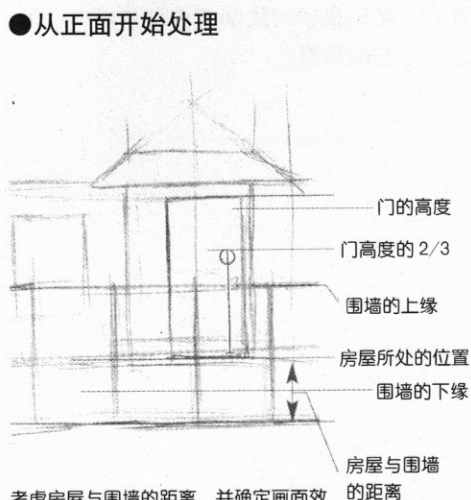 ●从正面开始处理
门的高度
门高度的 2/3
围墙的上缘
房屋所处的位置
围墙的下缘
房屋与围墙
的距离
考虑房屋与围墙的距离，并确定画面效